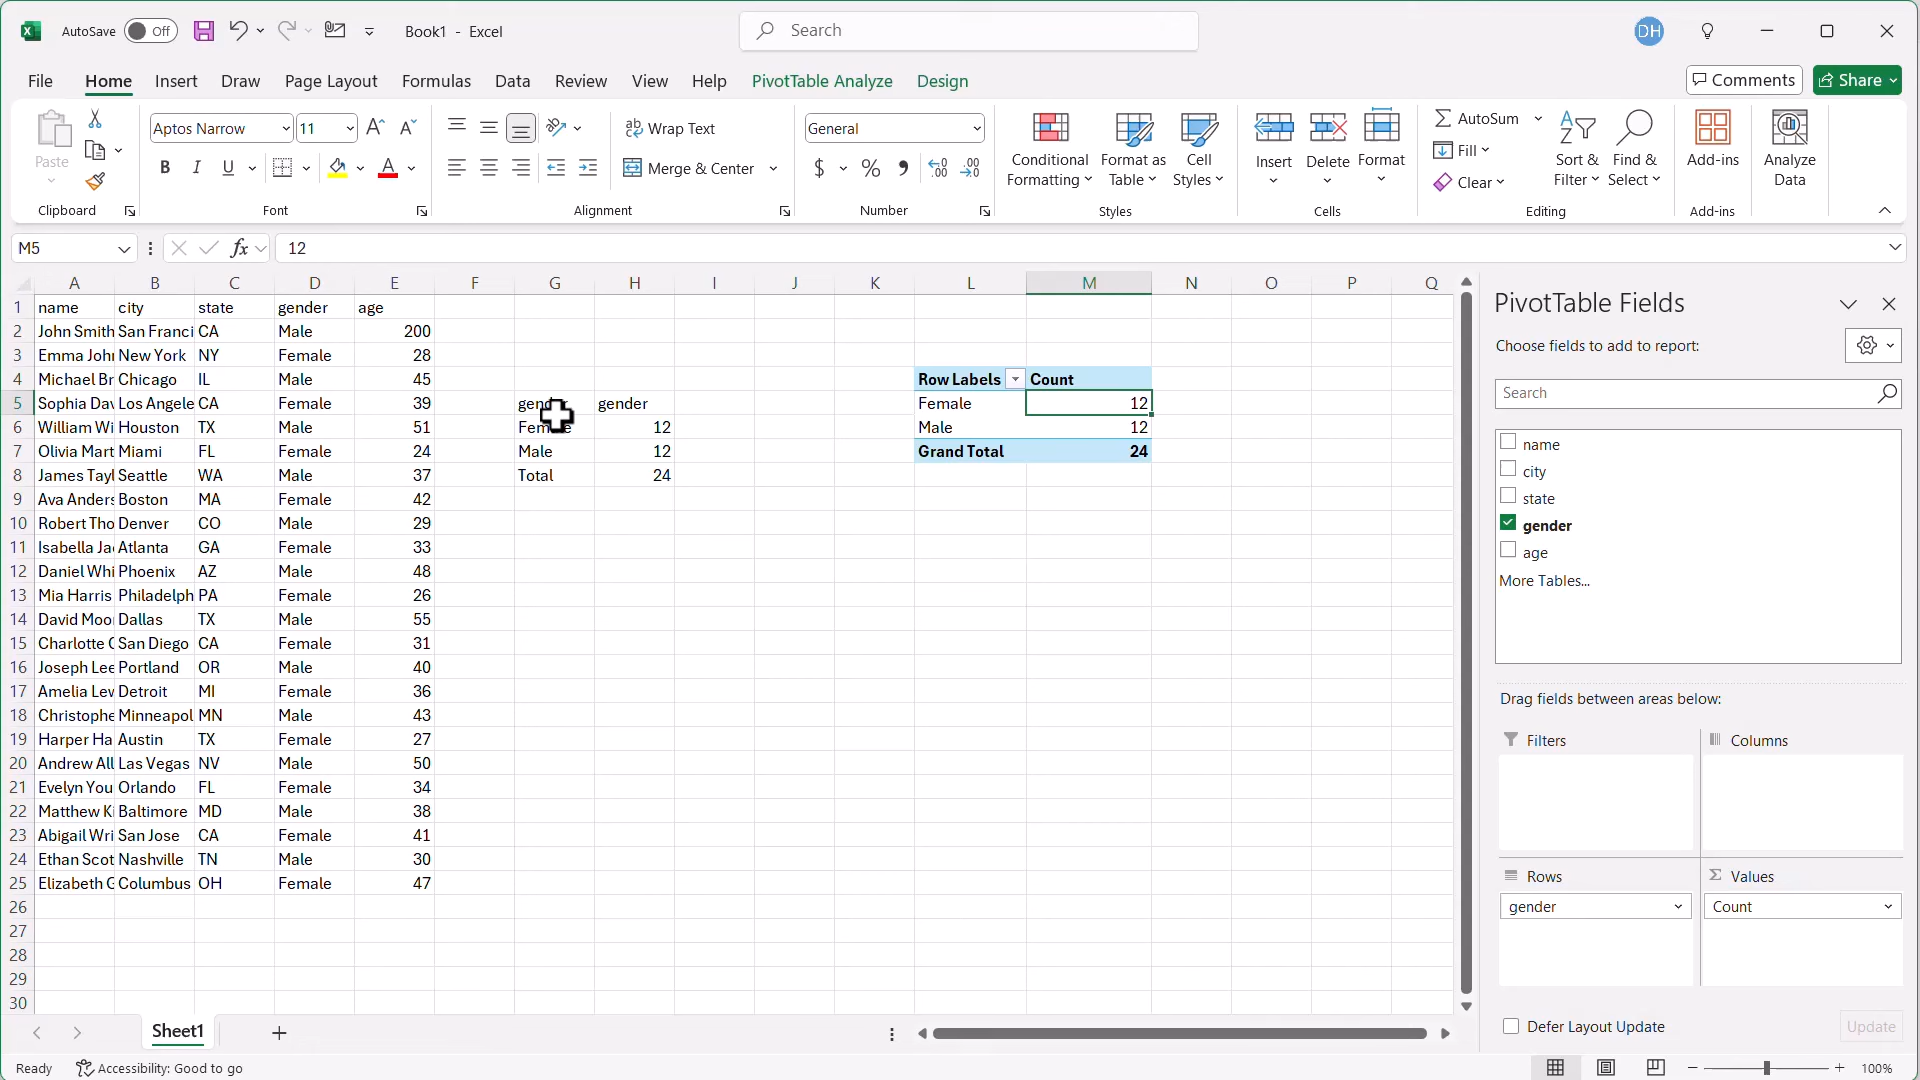 AutoSave Off Book1 - Excel Search DH
File Home Insert Draw Page Layout Formulas Data Review View Help PivotTable Analyze Design Comments Share
Paste
Clipboard
Aptos Narrow 11
B I U A
Font
Wrap Text
Merge & Center
Alignment
General
$ % 9 .00
Number
Conditional Formatting
Format as Table
Cell Styles
Styles
Insert
Delete
Format
Cells
AutoSum
Fill
Clear
Sort & Filter
Find & Select
Editing
Add-ins
Add-ins
Analyze Data
M5 fx 12
A B C D E F G H I J K L M N O P Q
1 name city state gender age
2 John Smith San Franci CA Male 200
3 Emma Joh New York NY Female 28
4 Michael Br Chicago IL Male 45 Row Labels Count
5 Sophia Dav Los Angele CA Female 39 gender gender Female 12
6 William Wi Houston TX Male 51 Female 12 Male 12
7 Olivia Mart Miami FL Female 24 Male 12 Grand Total 24
8 James Tayl Seattle WA Male 37 Total 24
9 Ava Anders Boston MA Female 42
10 Robert Tho Denver CO Male 29
11 Isabella Ja Atlanta GA Female 33
12 Daniel Whi Phoenix AZ Male 48
13 Mia Harris Philadelph PA Female 26
14 David Moo Dallas TX Male 55
15 Charlotte C San Diego CA Female 31
16 Joseph Lee Portland OR Male 40
17 Amelia Lew Detroit MI Female 36
18 Christophe Minneapol MN Male 43
19 Harper Ha Austin TX Female 27
20 Andrew All Las Vegas NV Male 50
21 Evelyn You Orlando FL Female 34
22 Matthew K Baltimore MD Male 38
23 Abigail Wri San Jose CA Female 41
24 Ethan Scot Nashville TN Male 30
25 Elizabeth G Columbus OH Female 47
26
27
28
29
30
PivotTable Fields
Choose fields to add to report:
Search
name
city
state
gender
age
More Tables...
Drag fields between areas below:
Filters Columns
Rows Values
gender Count
Defer Layout Update Update
Sheet1
Ready Accessibility: Good to go 100%